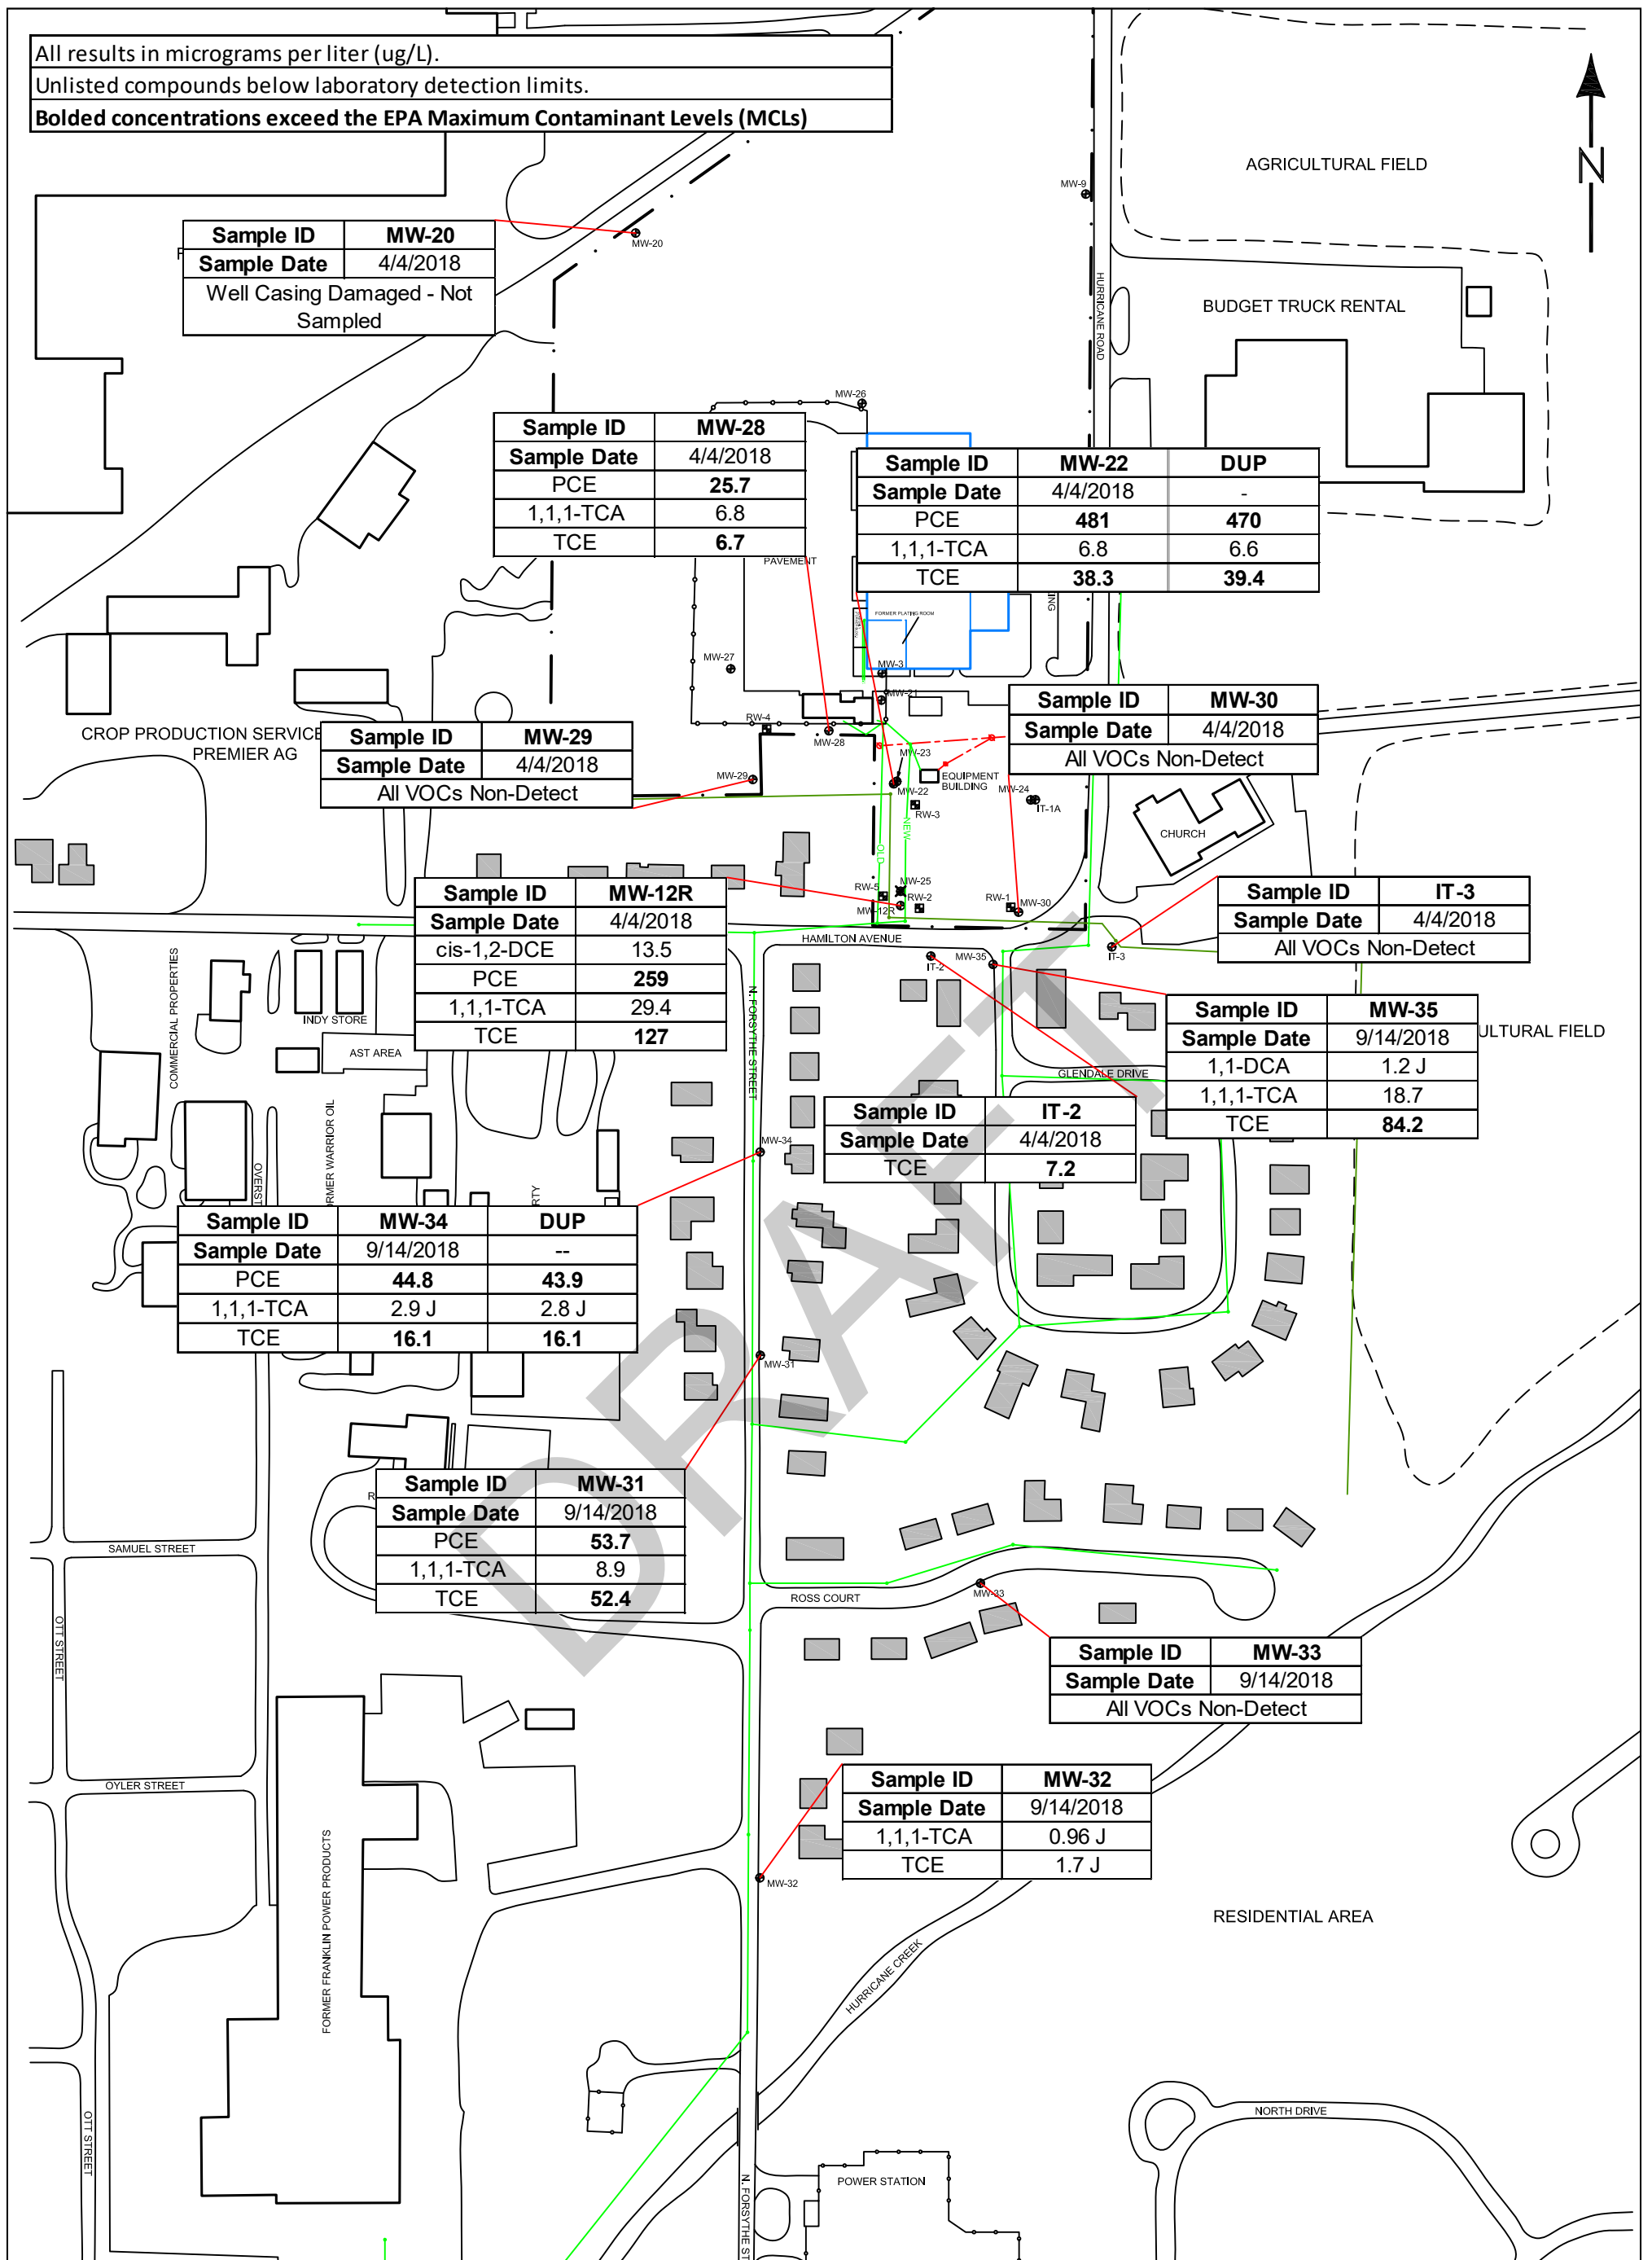 All results in micrograms per liter (ug/L).
Unlisted compounds below laboratory detection limits.
Bolded concentrations exceed the EPA Maximum Contaminant Levels (MCLs)
N
AGRICULTURAL FIELD
MW-9
MW-20
Sample ID MW-20
Sample Date 4/4/2018
Well Casing Damaged - Not
Sampled
HURRICANE ROAD
BUDGET TRUCK RENTAL
MW-26
Sample ID MW-28
Sample Date 4/4/2018
PCE 25.7
1,1,1-TCA 6.8
TCE 6.7
Sample ID MW-22 DUP
Sample Date 4/4/2018 -
PCE 481 470
1,1,1-TCA 6.8 6.6
TCE 38.3 39.4
PAVEMENT
FORMER PLATING ROOM
ING
MW-27
MW-3
MW-21
CROP PRODUCTION SERVICE
PREMIER AG
Sample ID MW-29
Sample Date 4/4/2018
All VOCs Non-Detect
RW-4
MW-28
MW-23
MW-29
MW-22
EQUIPMENT
BUILDING
RW-3
MW-24
IT-1A
OLD
NEW
Sample ID MW-30
Sample Date 4/4/2018
All VOCs Non-Detect
CHURCH
Sample ID MW-12R
Sample Date 4/4/2018
cis-1,2-DCE 13.5
PCE 259
1,1,1-TCA 29.4
TCE 127
RW-5
MW-25
RW-2
MW-12R
RW-1
MW-30
Sample ID IT-3
Sample Date 4/4/2018
All VOCs Non-Detect
HAMILTON AVENUE
IT-2
MW-35
IT-3
COMMERCIAL PROPERTIES
INDY STORE
AST AREA
N. FORSYTHE STREET
Sample ID MW-35
Sample Date 9/14/2018
1,1-DCA 1.2 J
1,1,1-TCA 18.7
TCE 84.2
ULTURAL FIELD
GLENDALE DRIVE
Sample ID IT-2
Sample Date 4/4/2018
TCE 7.2
OVERST
ORMER WARRIOR OIL
RTY
MW-34
Sample ID MW-34 DUP
Sample Date 9/14/2018 --
PCE 44.8 43.9
1,1,1-TCA 2.9 J 2.8 J
TCE 16.1 16.1
DRAFT
MW-31
R
Sample ID MW-31
Sample Date 9/14/2018
PCE 53.7
1,1,1-TCA 8.9
TCE 52.4
SAMUEL STREET
OTT STREET
ROSS COURT
MW-33
Sample ID MW-33
Sample Date 9/14/2018
All VOCs Non-Detect
OYLER STREET
Sample ID MW-32
Sample Date 9/14/2018
1,1,1-TCA 0.96 J
TCE 1.7 J
MW-32
FORMER FRANKLIN POWER PRODUCTS
RESIDENTIAL AREA
HURRICANE CREEK
OTT STREET
NORTH DRIVE
POWER STATION
N. FORSYTHE ST